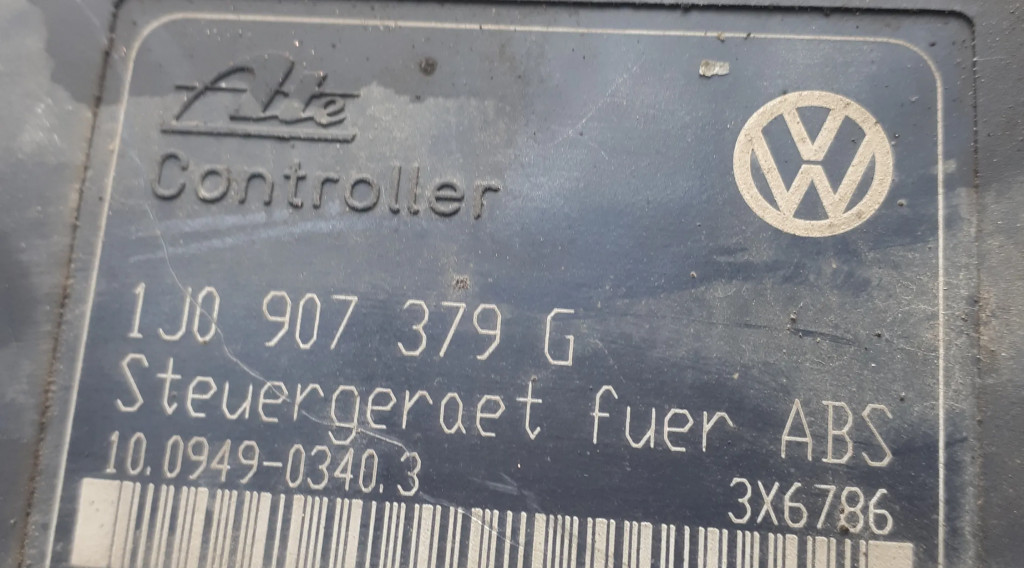 Ate
Controller
1J0 907 379 G
Steuergeraet fuer ABS
10.0949-0340.3
3X6786